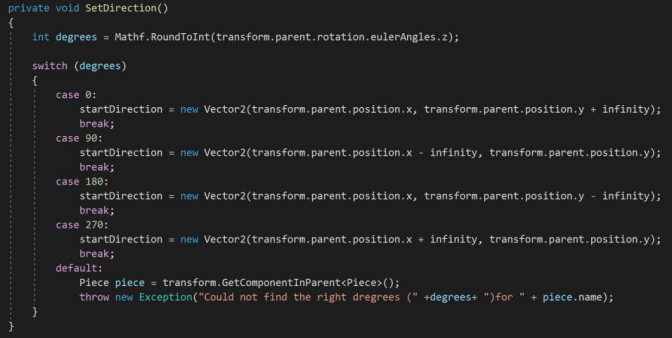 private void SetDirection()
{
int degrees = Mathf.RoundToInt(transform.parent.rotation.eulerAngles.z);
switch (degrees)
{
case 0:
startDirection = new Vector2(transform.parent.position.x, transform.parent.position.y + infinity);
break;
case 90:
startDirection = new Vector2(transform.parent.position.x - infinity, transform.parent.position.y);
break;
case 180:
startDirection = new Vector2(transform.parent.position.x, transform.parent.position.y - infinity);
break;
case 270:
startDirection = new Vector2(transform.parent.position.x + infinity, transform.parent.position.y);
break;
default:
Piece piece = transform.GetComponentInParent<Piece>();
throw new Exception("Could not find the right dregrees (" +degrees+ ")for " + piece.name);
}
}